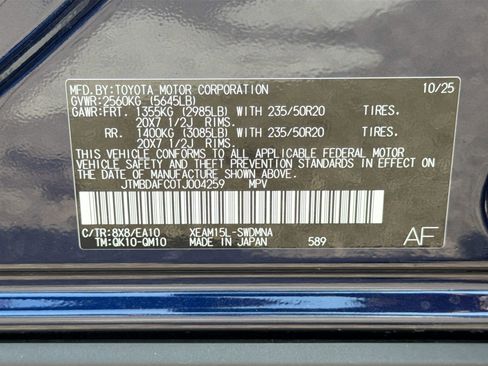 MFD.BY:TOYOTA MOTOR CORPORATION 10/25
GVWR:2560KG (5645LB)
GAWR:FRT. 1355KG (2985LB) WITH 235/50R20 TIRES,
20X7 1/2J RIMS.
RR. 1400KG (3085LB) WITH 235/50R20 TIRES,
20X7 1/2J RIMS.
THIS VEHICLE CONFORMS TO ALL APPLICABLE FEDERAL MOTOR
VEHICLE SAFETY AND THEFT PREVENTION STANDARDS IN EFFECT ON
THE DATE OF MANUFACTURE SHOWN ABOVE.
JTMBDAFC0TJ004259 MPV
C/TR:8X8/EA10 XEAM15L-SWDMNA
TM:QK10-QM10 MADE IN JAPAN 589 AF